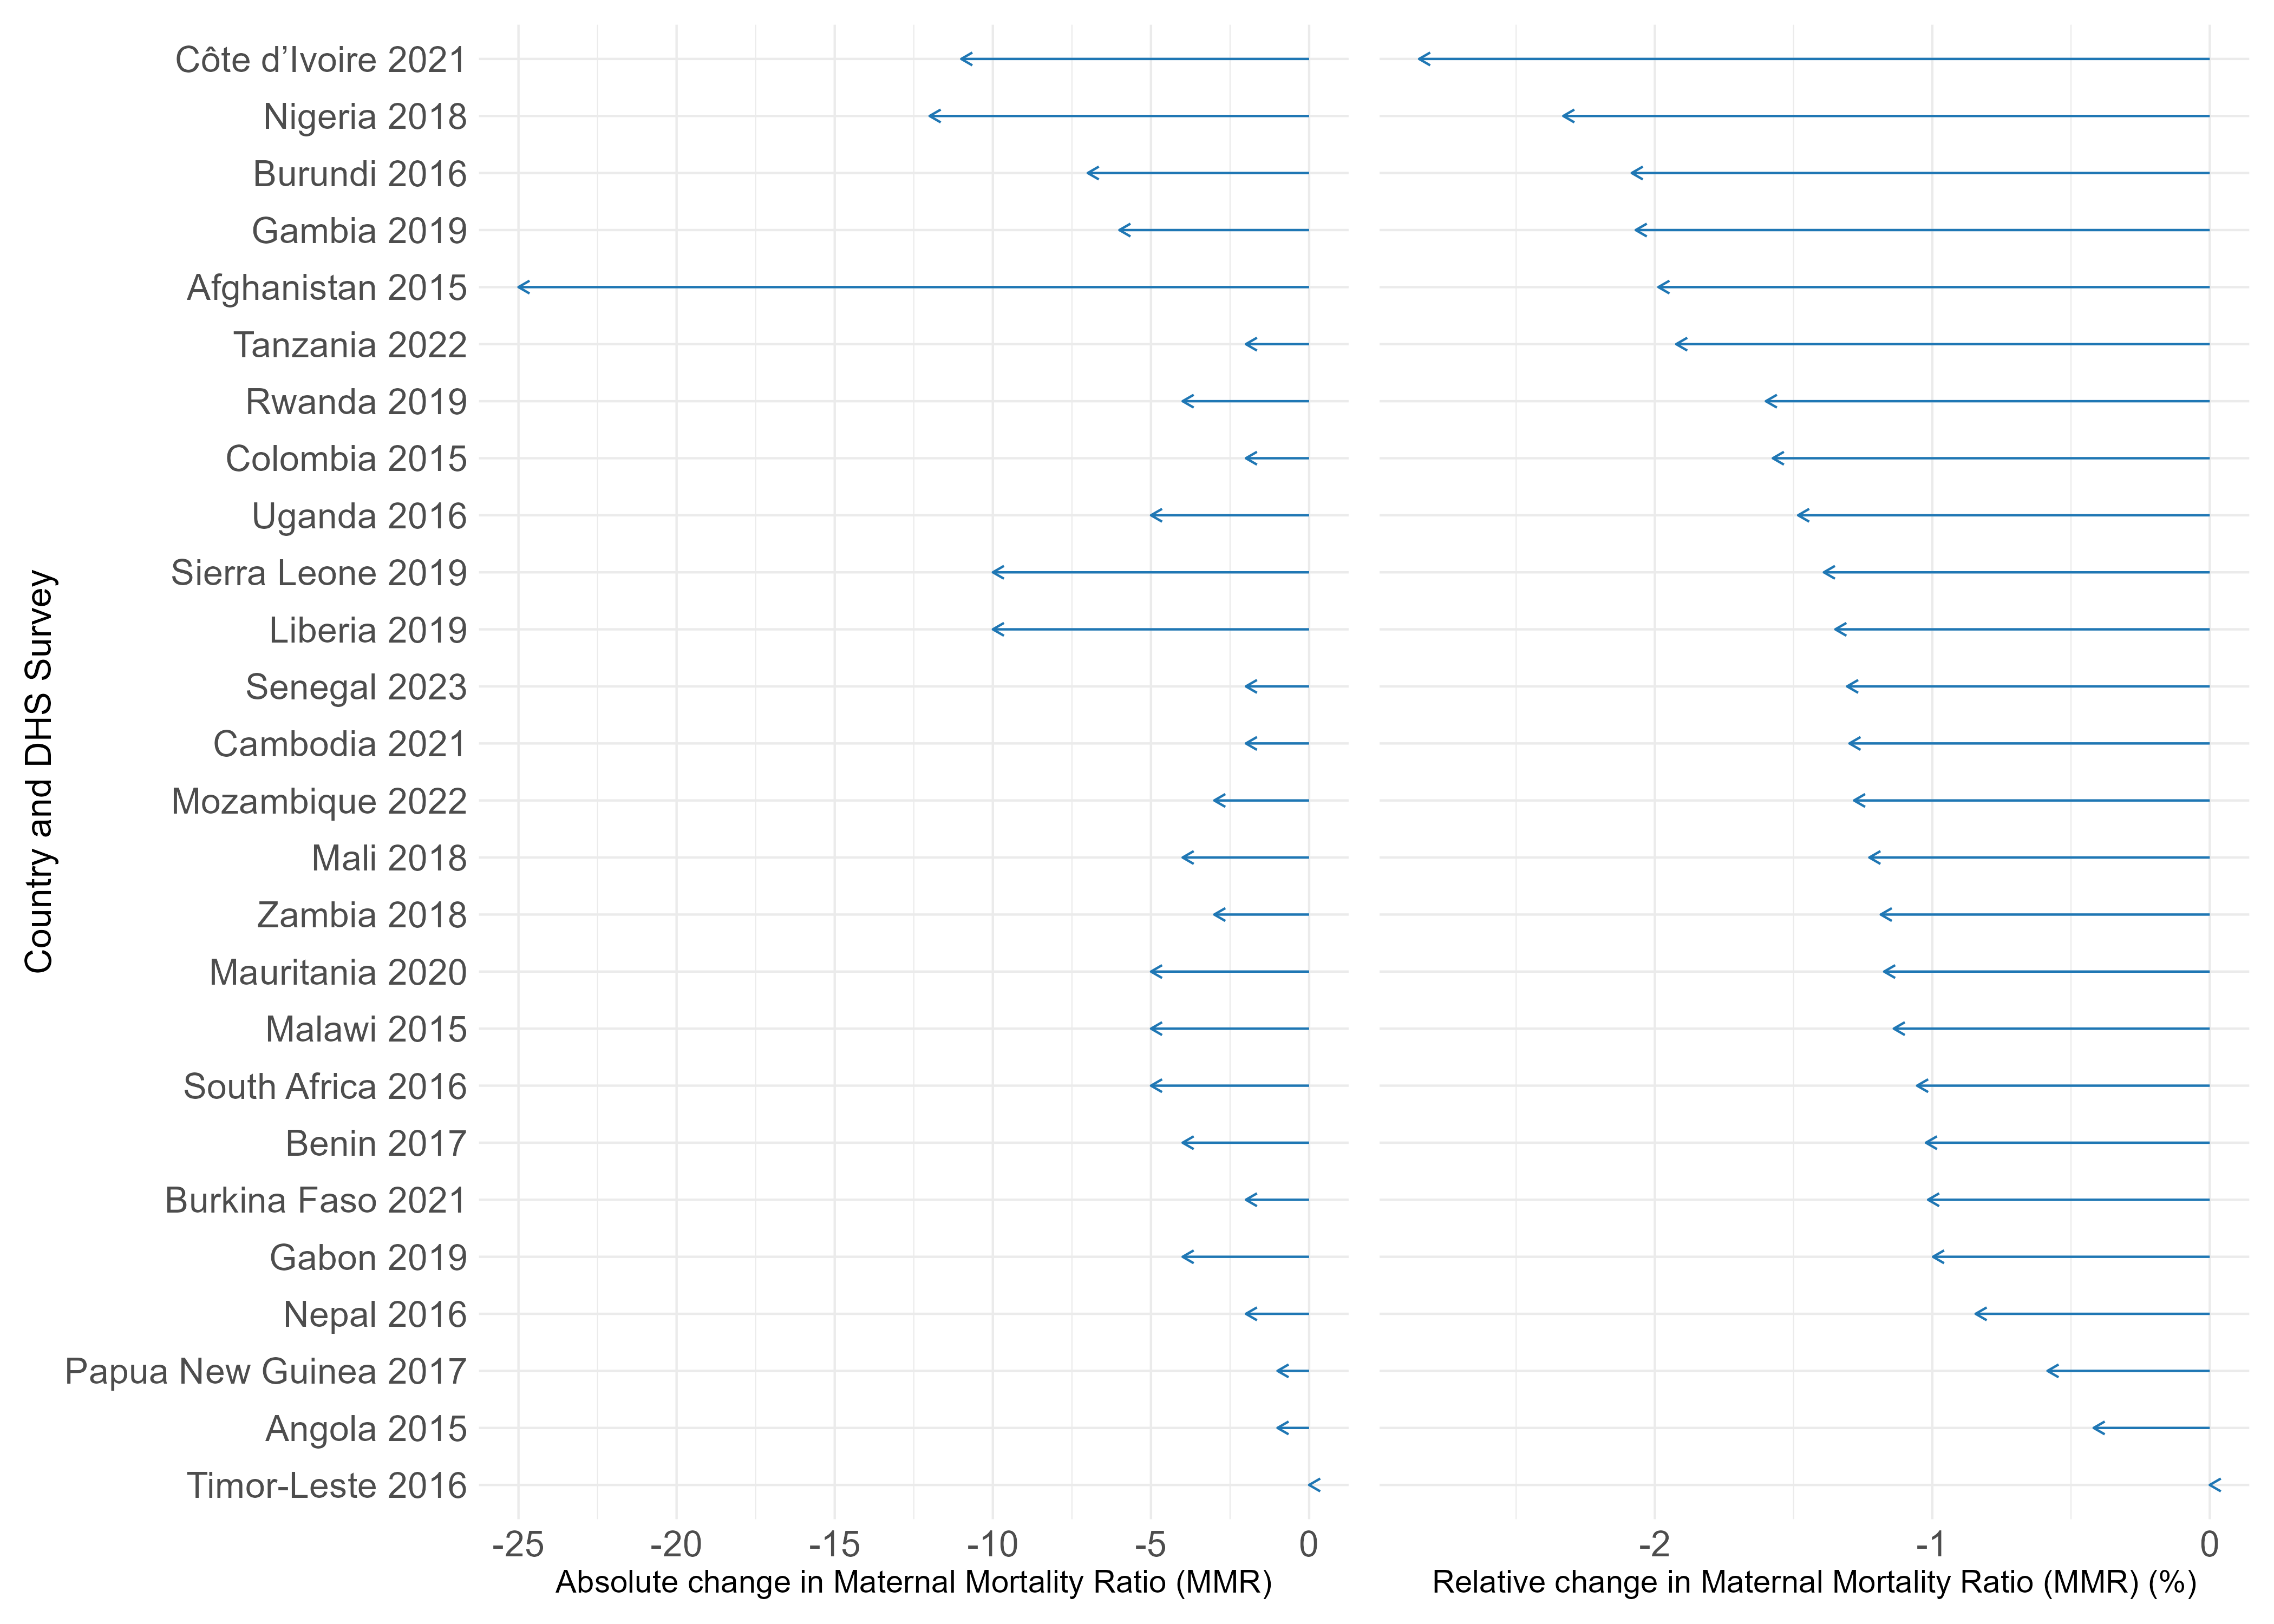 Country and DHS Survey
Côte d’Ivoire 2021
Nigeria 2018
Burundi 2016
Gambia 2019
Afghanistan 2015
Tanzania 2022
Rwanda 2019
Colombia 2015
Uganda 2016
Sierra Leone 2019
Liberia 2019
Senegal 2023
Cambodia 2021
Mozambique 2022
Mali 2018
Zambia 2018
Mauritania 2020
Malawi 2015
South Africa 2016
Benin 2017
Burkina Faso 2021
Gabon 2019
Nepal 2016
Papua New Guinea 2017
Angola 2015
Timor-Leste 2016
-25 -20 -15 -10 -5 0
Absolute change in Maternal Mortality Ratio (MMR)
-2 -1 0
Relative change in Maternal Mortality Ratio (MMR) (%)